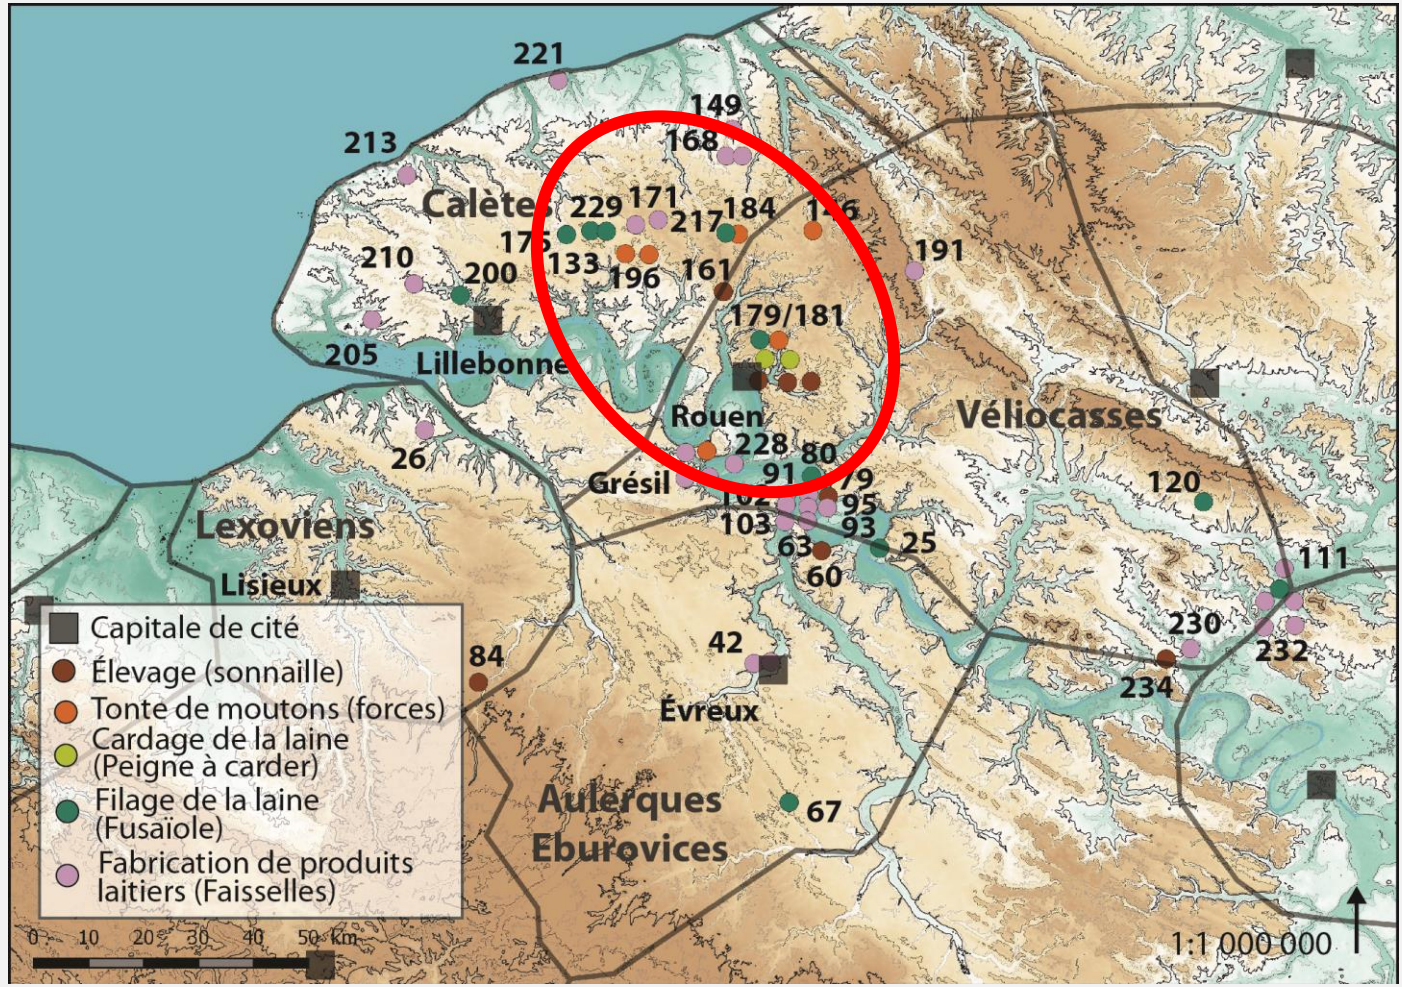 221
149
213
168
Calètes
229
171
184
146
175
217
133
196
161
191
210
200
179/181
205
Lillebonne
Rouen
Véliocasses
26
228
80
91
79
Grésil
102
95
103
93
120
Lexoviens
63
25
60
Lisieux
111
Capitale de cité
42
230
84
232
Élevage (sonnaille)
234
Évreux
Tonte de moutons (forces)
Cardage de la laine
(Peigne à carder)
Filage de la laine
(Fusaïole)
Aulerques
Eburovices
67
Fabrication de produits
laitiers (Faisselles)
0 10 20 30 40 50 km
1:1 000 000